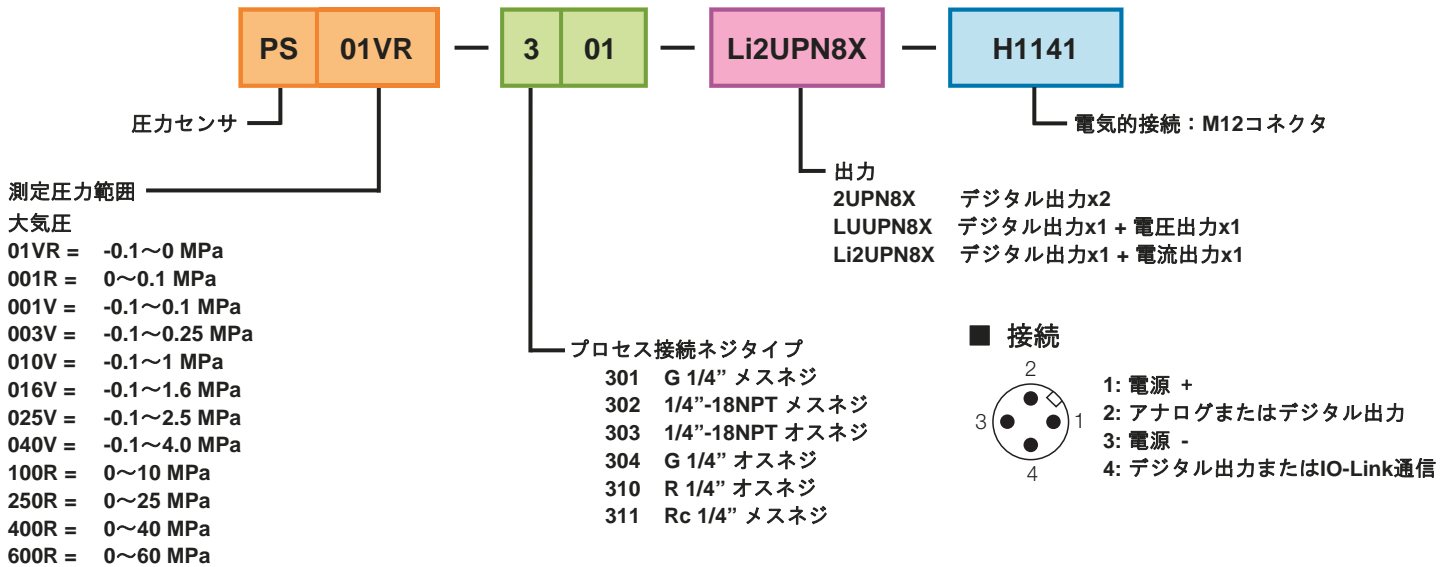 PS 01VR — 3 01 — Li2UPN8X — H1141
圧力センサ
電気的接続：M12コネクタ
測定圧力範囲
大気圧
01VR = -0.1～0 MPa
001R = 0～0.1 MPa
001V = -0.1～0.1 MPa
003V = -0.1～0.25 MPa
010V = -0.1～1 MPa
016V = -0.1～1.6 MPa
025V = -0.1～2.5 MPa
040V = -0.1～4.0 MPa
100R = 0～10 MPa
250R = 0～25 MPa
400R = 0～40 MPa
600R = 0～60 MPa
出力
2UPN8X デジタル出力x2
LUUPN8X デジタル出力x1 + 電圧出力x1
Li2UPN8X デジタル出力x1 + 電流出力x1
プロセス接続ネジタイプ
301 G 1/4” メスネジ
302 1/4”-18NPT メスネジ
303 1/4”-18NPT オスネジ
304 G 1/4” オスネジ
310 R 1/4” オスネジ
311 Rc 1/4” メスネジ
■ 接続
2
3 1
4
1: 電源 +
2: アナログまたはデジタル出力
3: 電源 -
4: デジタル出力またはIO-Link通信